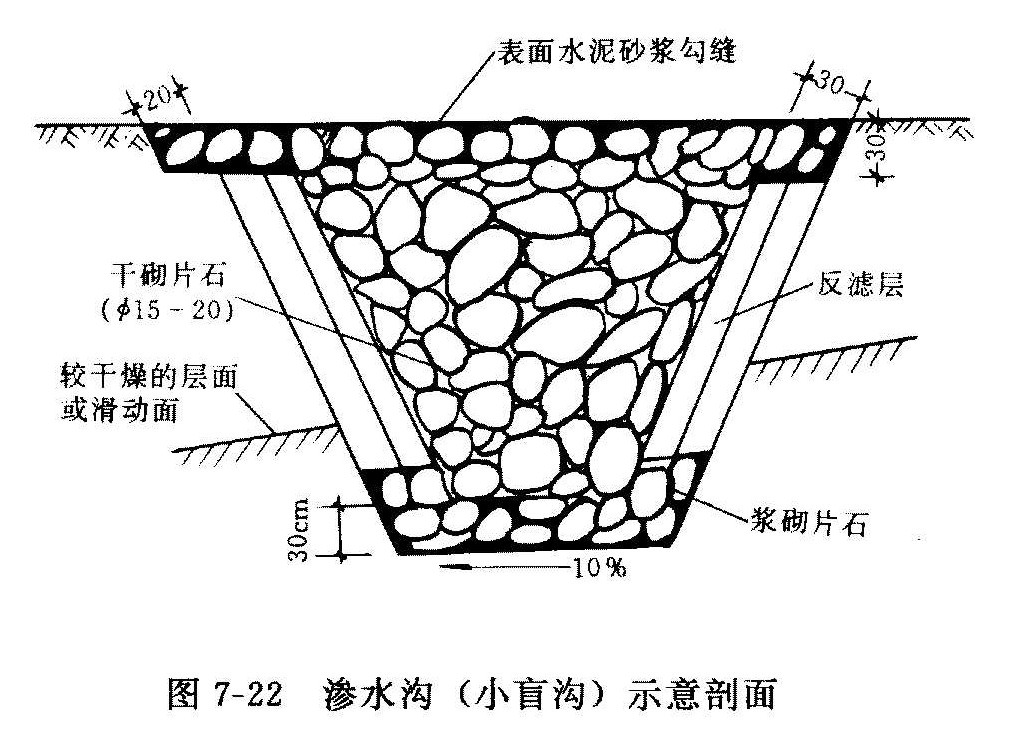 表面水泥砂浆勾缝
20
30
30
干砌片石
(ϕ15-20)
反滤层
较干燥的层面
或滑动面
浆砌片石
30cm
10%
图 7-22 渗水沟(小盲沟)示意剖面